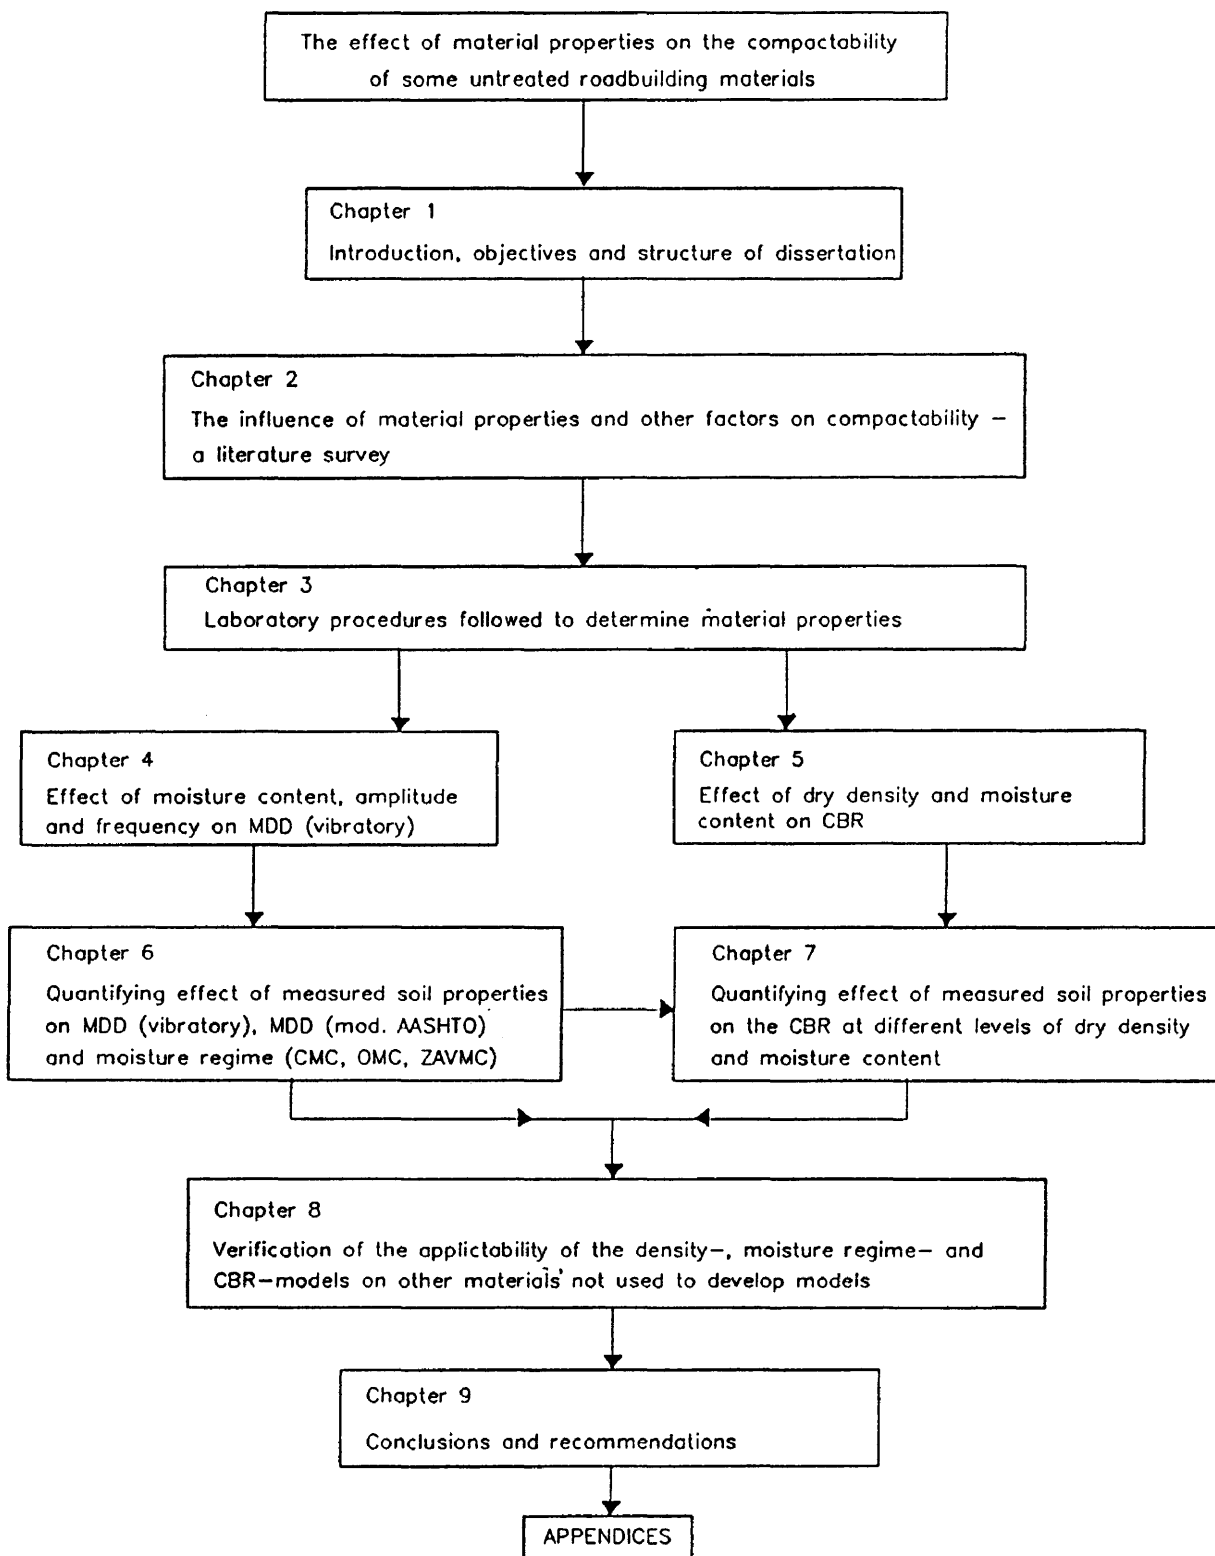 The effect of material properties on the compactability
of some untreated roadbuilding materials
Chapter 1
Introduction, objectives and structure of dissertation
Chapter 2
The influence of material properties and other factors on compactability –
a literature survey
Chapter 3
Laboratory procedures followed to determine material properties
Chapter 4
Effect of moisture content, amplitude
and frequency on MDD (vibratory)
Chapter 5
Effect of dry density and moisture
content on CBR
Chapter 6
Quantifying effect of measured soil properties
on MDD (vibratory), MDD (mod. AASHTO)
and moisture regime (CMC, OMC, ZAVMC)
Chapter 7
Quantifying effect of measured soil properties
on the CBR at different levels of dry density
and moisture content
Chapter 8
Verification of the applictability of the density–, moisture regime– and
CBR–models on other materials not used to develop models
Chapter 9
Conclusions and recommendations
APPENDICES